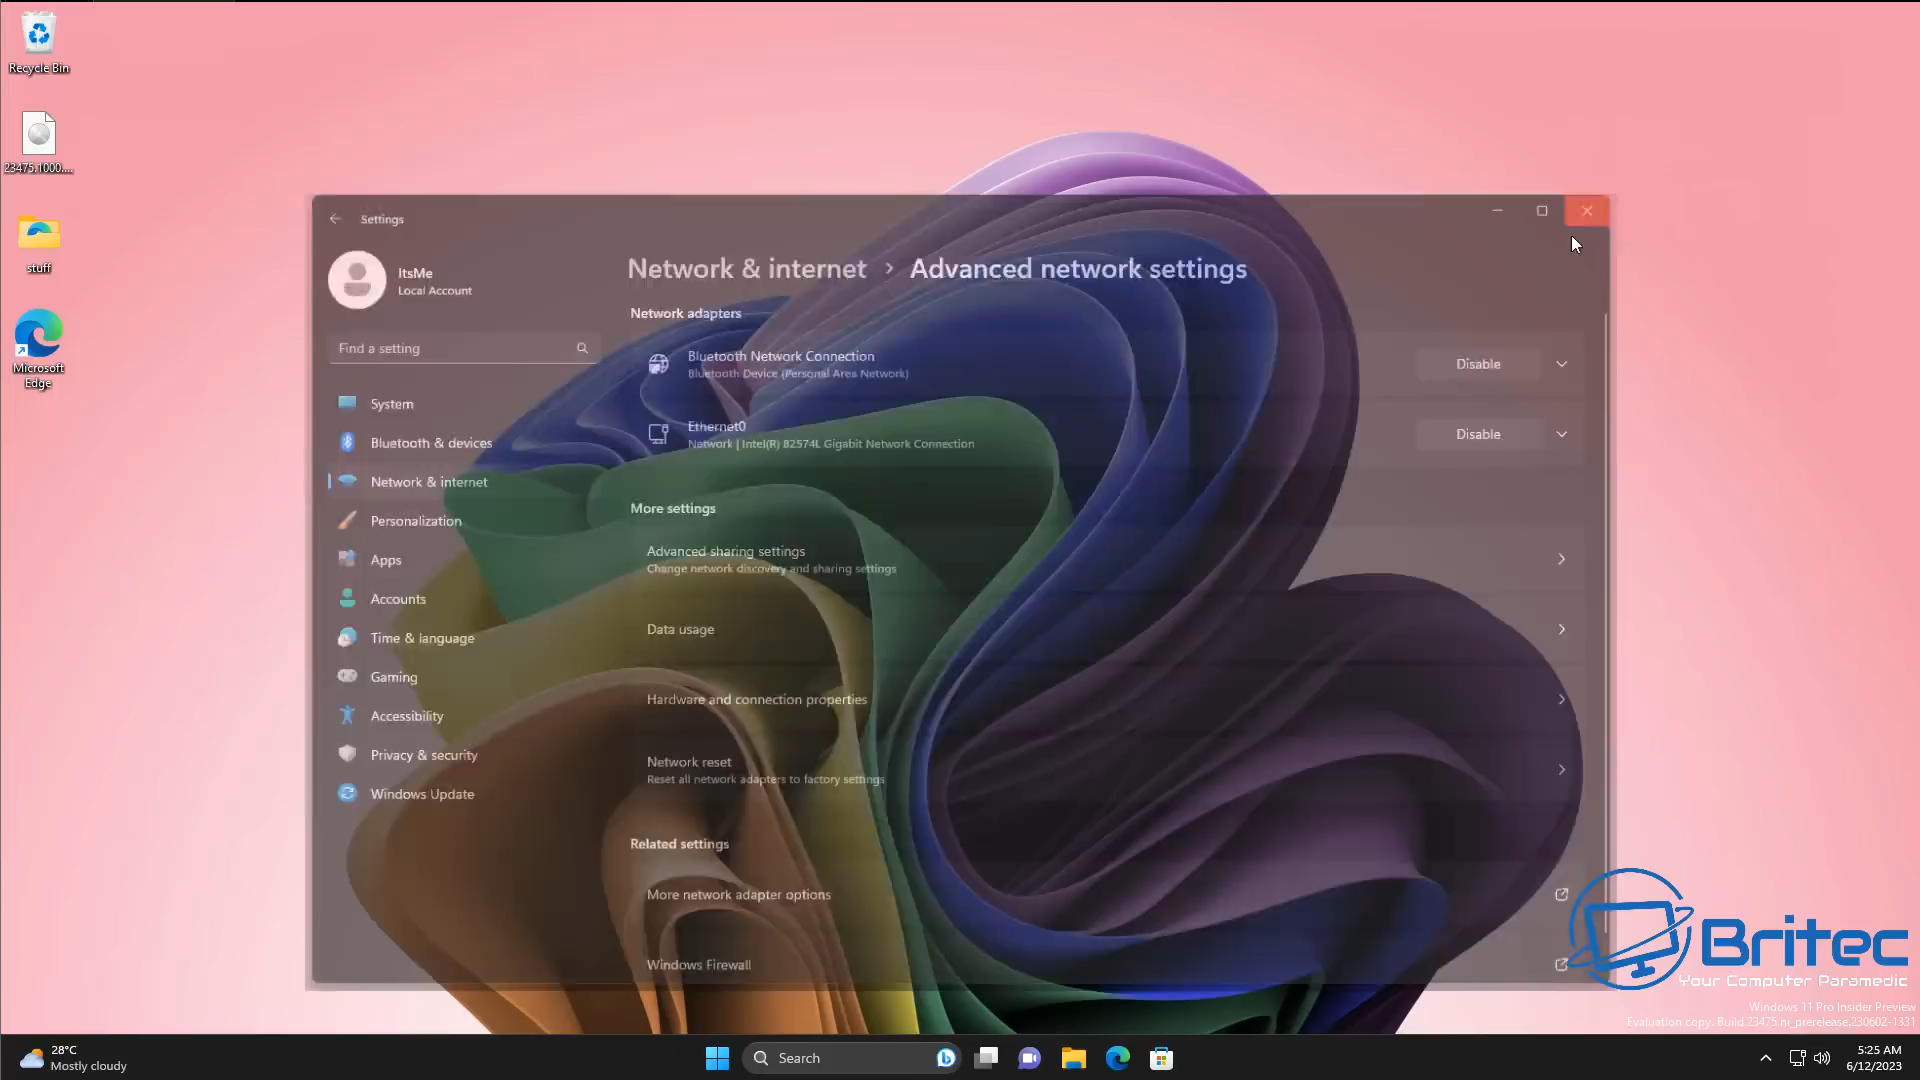 Recycle Bin
23475.1000....
stuff
Microsoft
Edge
Settings
ItsMe
Local Account
Find a setting
System
Bluetooth & devices
Network & internet
Personalization
Apps
Accounts
Time & language
Gaming
Accessibility
Privacy & security
Windows Update
Network & internet › Advanced network settings
Network adapters
Bluetooth Network Connection
Bluetooth Device (Personal Area Network)
Disable
Ethernet0
Network | Intel(R) 82574L Gigabit Network Connection
Disable
More settings
Advanced sharing settings
Change network discovery and sharing settings
Data usage
Hardware and connection properties
Network reset
Reset all network adapters to factory settings
Related settings
More network adapter options
Windows Firewall
Britec
Your Computer Paramedic
Windows 11 Pro Insider Preview
Evaluation copy. Build 23475.ni_prerelease.230602-1331
28°C
Mostly cloudy
Search
5:25 AM
6/12/2023